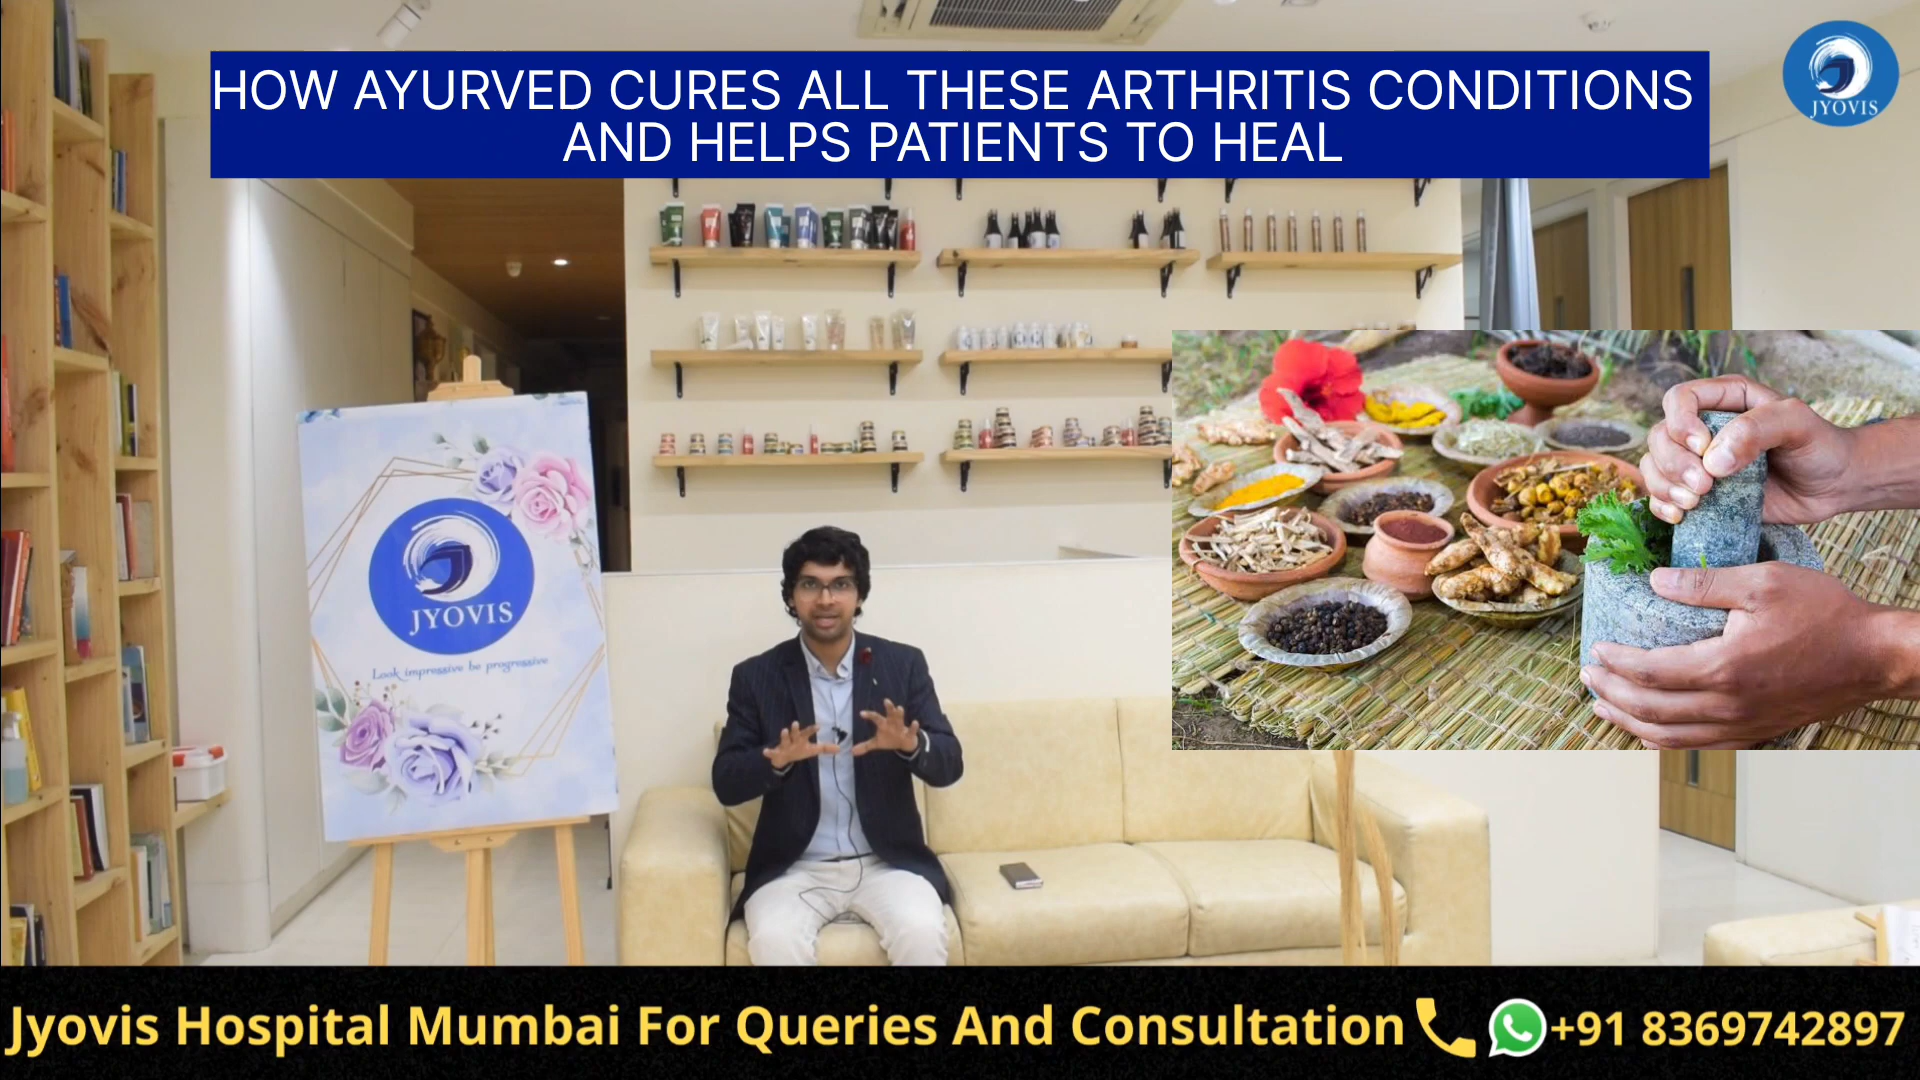 HOW AYURVED CURES ALL THESE ARTHRITIS CONDITIONS
AND HELPS PATIENTS TO HEAL
JYOVIS
JYOVIS
Look impressive be progressive
Jyovis Hospital Mumbai For Queries And Consultation +91 8369742897